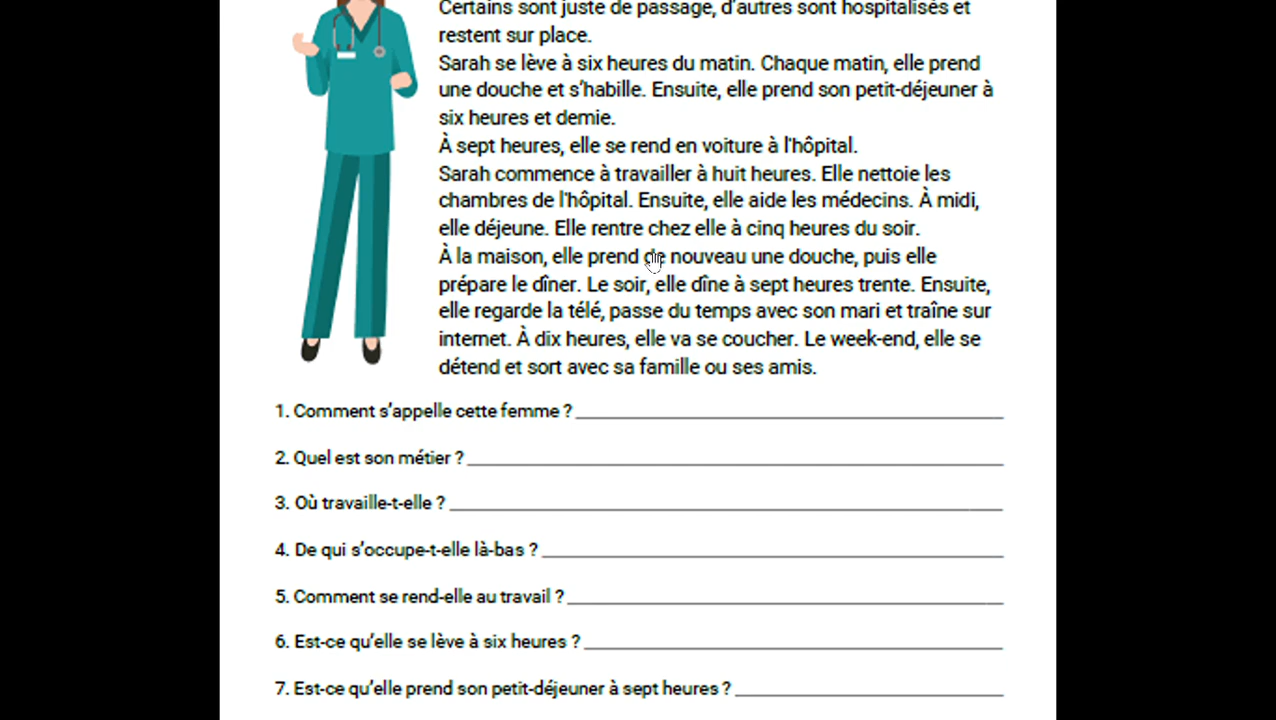 Certains sont juste de passage, d'autres sont hospitalisés et
restent sur place.
Sarah se lève à six heures du matin. Chaque matin, elle prend
une douche et s'habille. Ensuite, elle prend son petit-déjeuner à
six heures et demie.
À sept heures, elle se rend en voiture à l'hôpital.
Sarah commence à travailler à huit heures. Elle nettoie les
chambres de l'hôpital. Ensuite, elle aide les médecins. À midi,
elle déjeune. Elle rentre chez elle à cinq heures du soir.
À la maison, elle prend de nouveau une douche, puis elle
prépare le dîner. Le soir, elle dîne à sept heures trente. Ensuite,
elle regarde la télé, passe du temps avec son mari et traîne sur
internet. À dix heures, elle va se coucher. Le week-end, elle se
détend et sort avec sa famille ou ses amis.
1. Comment s'appelle cette femme ?
2. Quel est son métier ?
3. Où travaille-t-elle ?
4. De qui s'occupe-t-elle là-bas ?
5. Comment se rend-elle au travail ?
6. Est-ce qu'elle se lève à six heures ?
7. Est-ce qu'elle prend son petit-déjeuner à sept heures ?